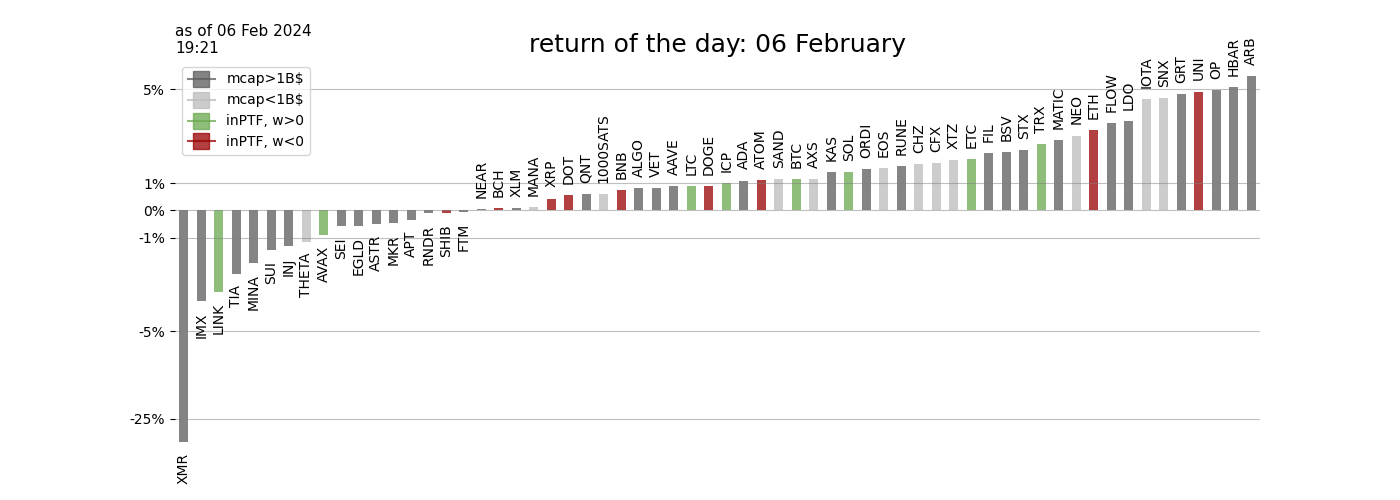 as of 06 Feb 2024
19:21
return of the day: 06 February
mcap>1B$
mcap<1B$
inPTF, w>0
inPTF, w<0
5%
1%
0%
-1%
-5%
-25%
XMR
IMX
LINK
TIA
MINA
SUI
INJ
THETA
AVAX
SEI
EGLD
ASTR
MKR
APT
RNDR
SHIB
FTM
NEAR
BCH
XLM
MANA
XRP
DOT
QNT
1000SATS
BNB
ALGO
VET
AAVE
LTC
DOGE
ICP
ADA
ATOM
SAND
BTC
AXS
KAS
SOL
ORDI
EOS
RUNE
CHZ
CFX
XTZ
ETC
FIL
BSV
STX
TRX
MATIC
NEO
ETH
FLOW
LDO
IOTA
SNX
GRT
UNI
OP
HBAR
ARB